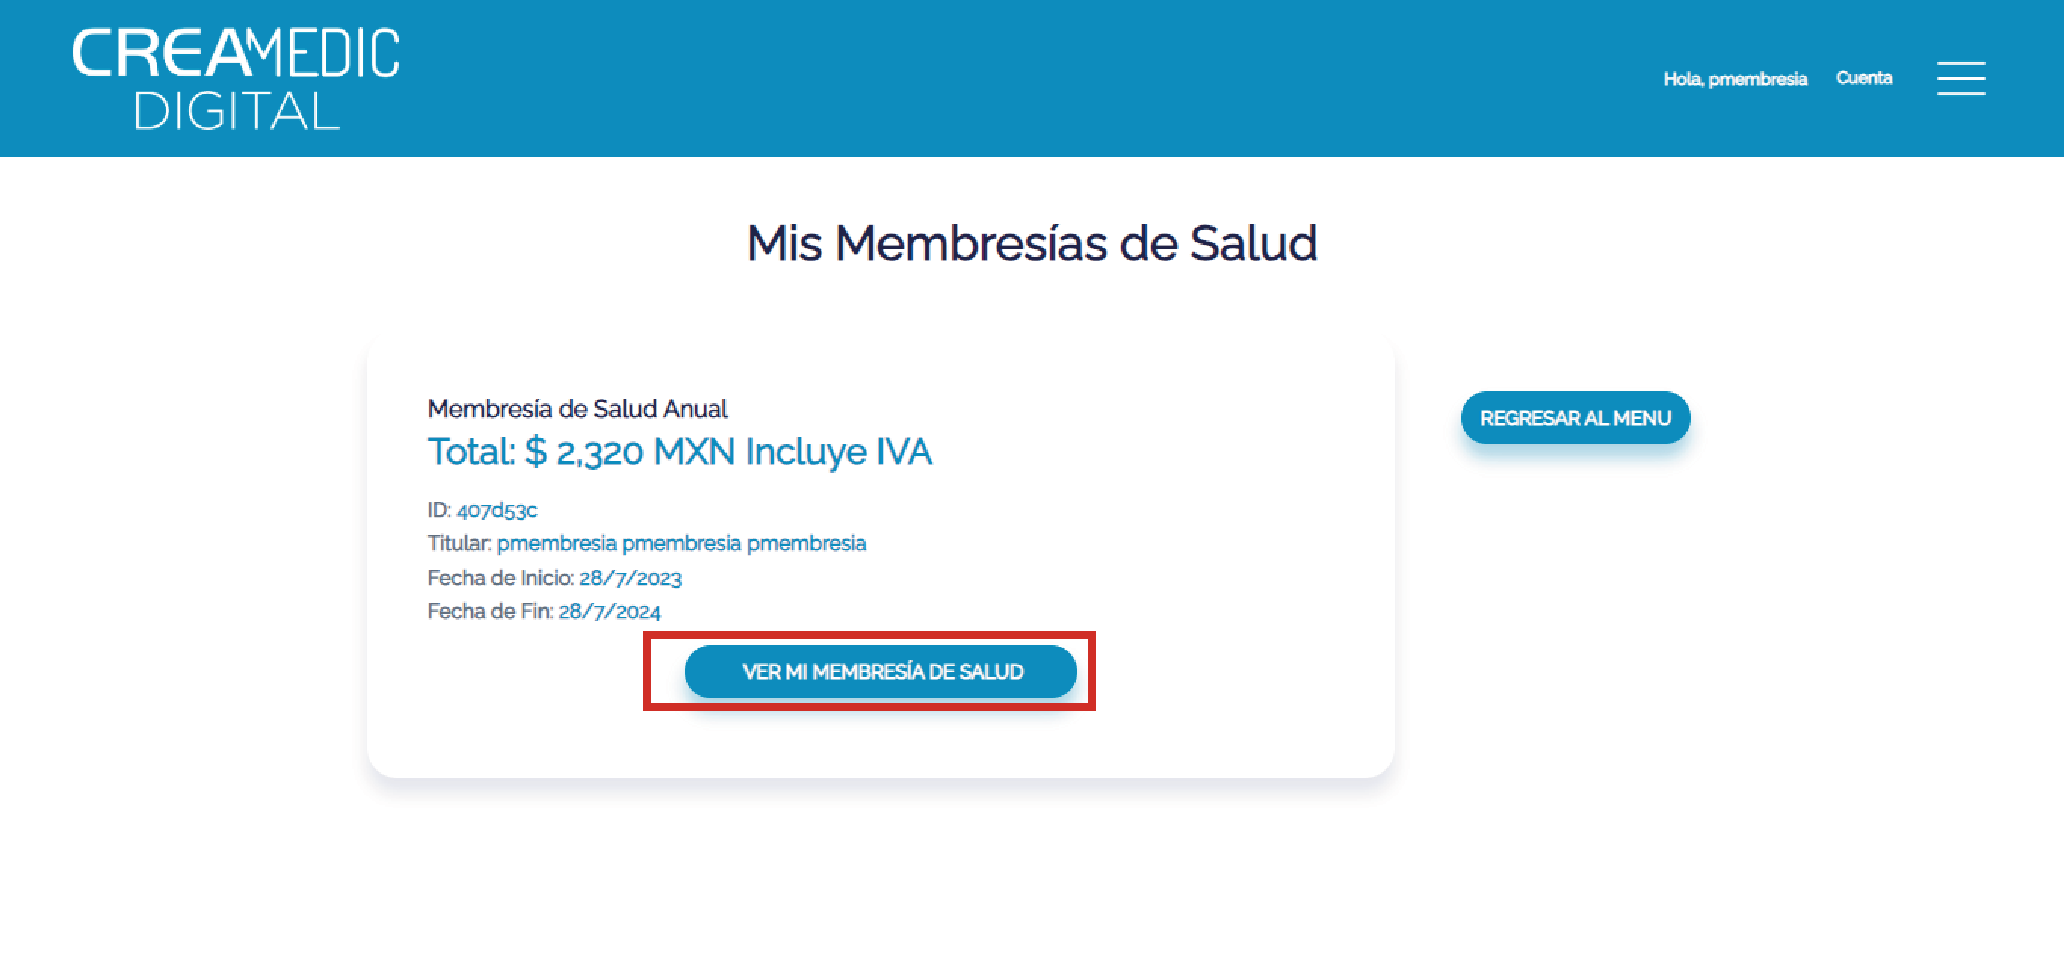 CREAMEDIC
DIGITAL
Hola, pmembresia
Cuenta
Mis Membresías de Salud
Membresía de Salud Anual
Total: $ 2,320 MXN Incluye IVA
ID: 407d53c
Titular: pmembresia pmembresia pmembresia
Fecha de Inicio: 28/7/2023
Fecha de Fin: 28/7/2024
VER MI MEMBRESÍA DE SALUD
REGRESAR AL MENU